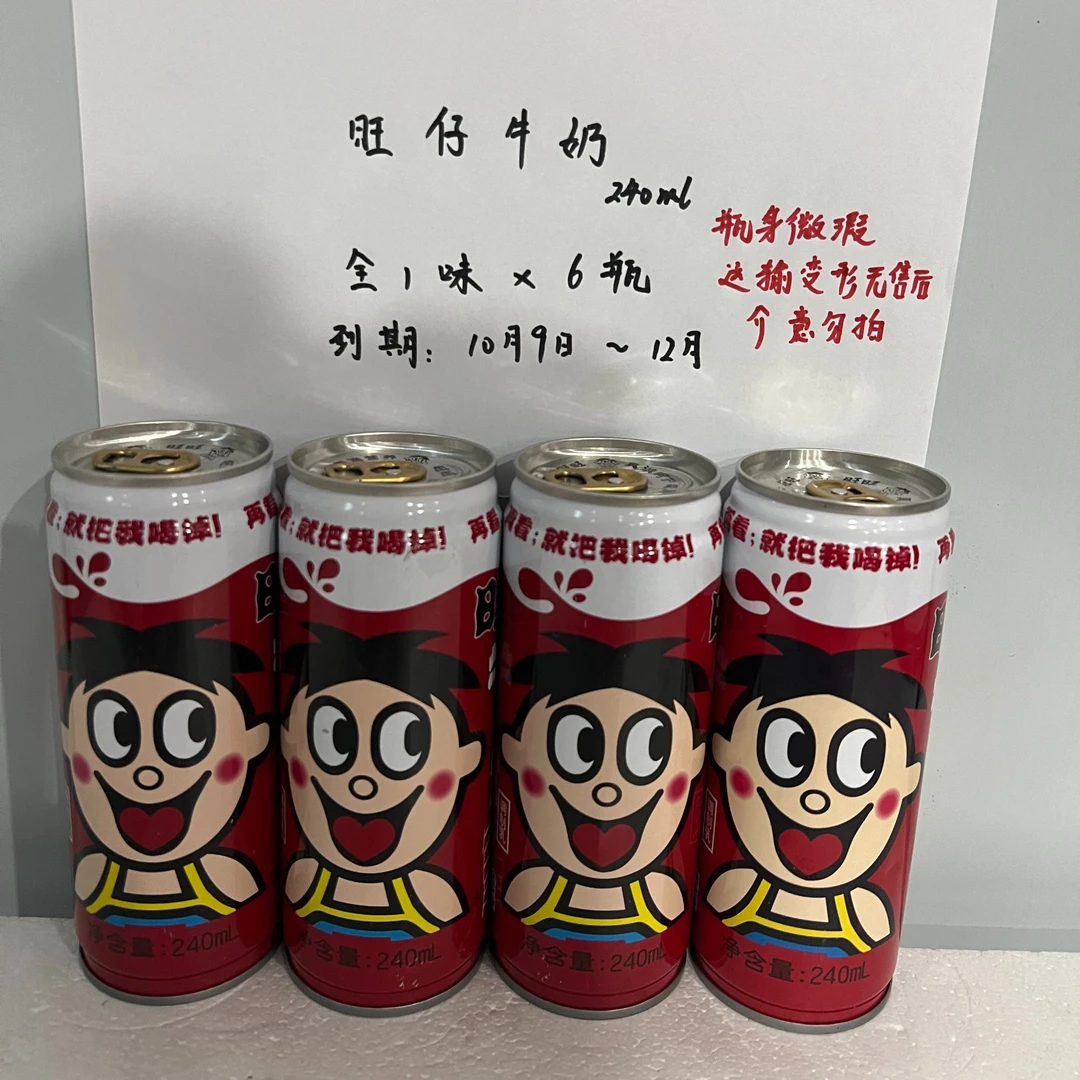 旺仔牛奶
240ml
全1味×6瓶
到期：10月9日~12月
瓶身微瑕
运输变形无售后
介意勿拍
就把我喝掉！ 再看
就把我喝掉！ 再看
看；就把我喝掉！ 再
看；就把我喝掉！ 再
净含量：240mL
净含量：240mL
净含量：240mL
净含量：240mL